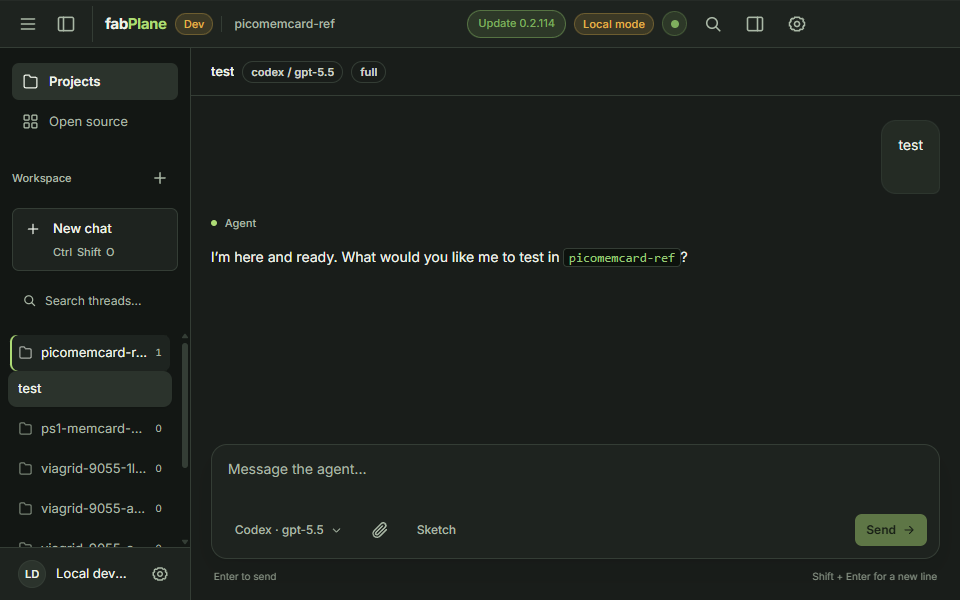 fabPlane Dev picomemcard-ref Update 0.2.114 Local mode
Projects
Open source
Workspace
New chat
Ctrl Shift O
Search threads...
picomemcard-r... 1
test
ps1-memcard-... 0
viagrid-9055-1l... 0
viagrid-9055-a... 0
LD Local dev...
test codex / gpt-5.5 full
test
Agent
I'm here and ready. What would you like me to test in picomemcard-ref?
Message the agent...
Codex · gpt-5.5 Sketch Send →
Enter to send Shift + Enter for a new line